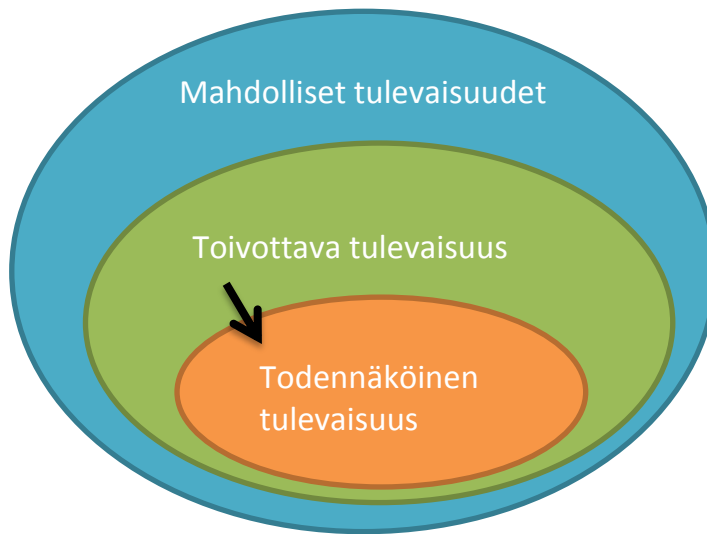 Mahdolliset tulevaisuudet
Toivottava tulevaisuus
Todennäköinen
tulevaisuus